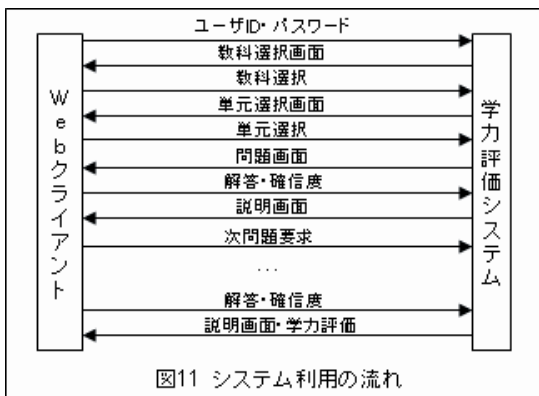 ユーザID・パスワード
数科選択画面
数科選択
単元選択画面
単元選択
問題画面
解答・確信度
説明画面
次問題要求
...
解答・確信度
説明画面・学力評価
Webクライアント
学力評価システム
図11 システム利用の流れ